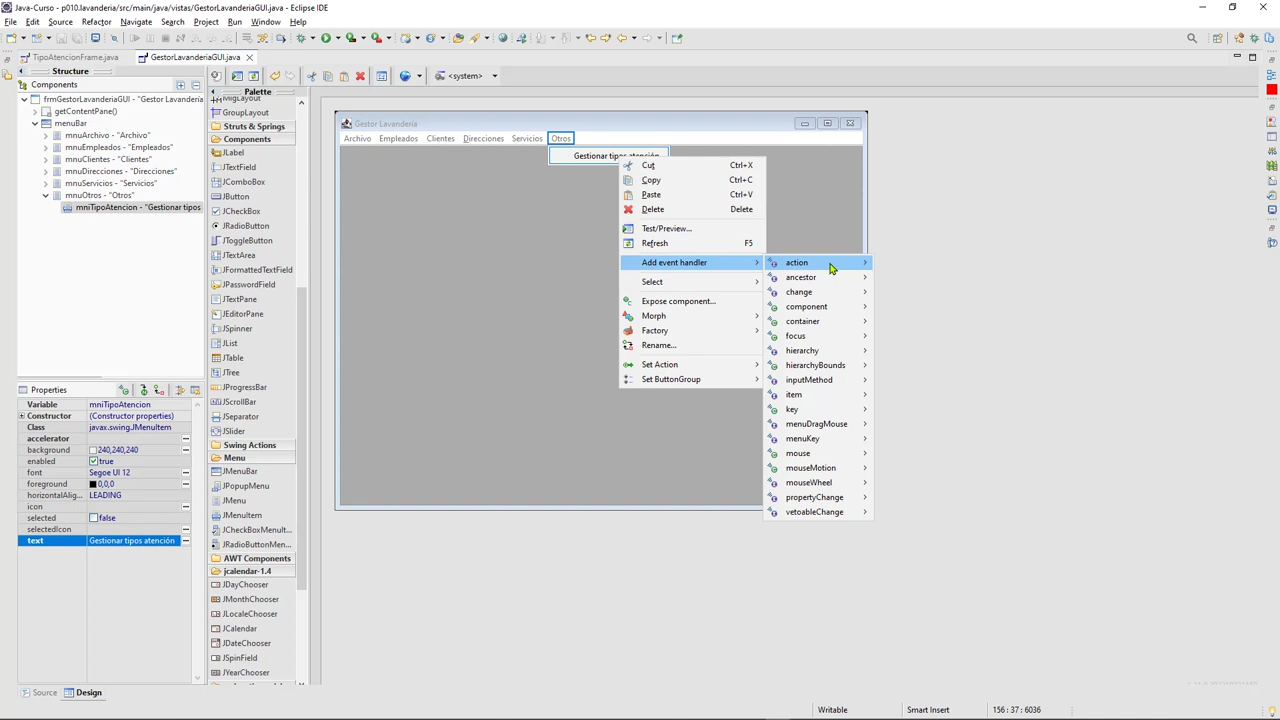 Java-Curso - p010.lavanderia/src/main/java/vistas/GestorLavanderiaGUI.java - Eclipse IDE
File Edit Source Refactor Navigate Search Project Run Window Help
TipoAtencionFrame.java GestorLavanderiaGUI.java
Structure
Components
frmGestorLavanderiaGUI - "Gestor Lavandería
getContentPane()
menuBar
mnuArchivo - "Archivo"
mnuEmpleados - "Empleados"
mnuClientes - "Clientes"
mnuDirecciones - "Direcciones"
mnuServicios - "Servicios"
mnuOtros - "Otros"
mniTipoAtencion - "Gestionar tipos
Properties
Variable mniTipoAtencion
Constructor (Constructor properties)
Class javax.swing.JMenuItem
accelerator
background 240,240,240
enabled true
font Segoe UI 12
foreground 0,0,0
horizontalAlig... LEADING
icon
selected false
selectedIcon
text Gestionar tipos atención
Source Design
<system>
Palette
MigLayout
GroupLayout
Struts & Springs
Components
JLabel
JTextField
JComboBox
JButton
JCheckBox
JRadioButton
JToggleButton
JTextArea
JFormattedTextField
JPasswordField
JTextPane
JEditorPane
JSpinner
JList
JTable
JTree
JProgressBar
JScrollBar
JSeparator
JSlider
Swing Actions
Menu
JMenuBar
JPopupMenu
JMenu
JMenuItem
JCheckBoxMenuIt...
JRadioButtonMen...
AWT Components
jcalendar-1.4
JDayChooser
JMonthChooser
JLocaleChooser
JCalendar
JDateChooser
JSpinField
JYearChooser
Gestor Lavandería
Archivo Empleados Clientes Direcciones Servicios Otros
Gestionar tipos atención
Cut Ctrl+X
Copy Ctrl+C
Paste Ctrl+V
Delete Delete
Test/Preview...
Refresh F5
Add event handler
Select
Expose component...
Morph
Factory
Rename...
Set Action
Set ButtonGroup
action
ancestor
change
component
container
focus
hierarchy
hierarchyBounds
inputMethod
item
key
menuDragMouse
menuKey
mouse
mouseMotion
mouseWheel
propertyChange
vetoableChange
Writable Smart Insert 156 : 37 : 6036